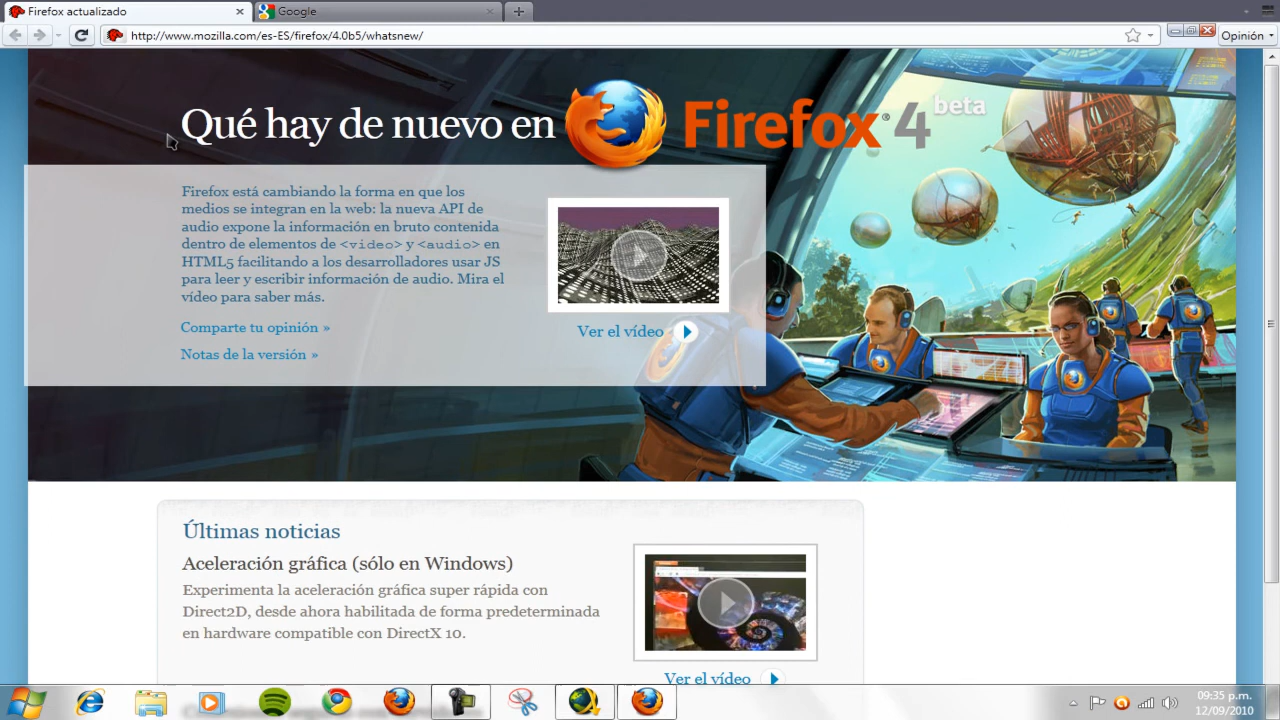 Firefox actualizado
Google
http://www.mozilla.com/es-ES/firefox/4.0b5/whatsnew/
Opinión
Qué hay de nuevo en Firefox® 4 beta
Firefox está cambiando la forma en que los
medios se integran en la web: la nueva API de
audio expone la información en bruto contenida
dentro de elementos de <video> y <audio> en
HTML5 facilitando a los desarrolladores usar JS
para leer y escribir información de audio. Mira el
vídeo para saber más.
Ver el vídeo
Comparte tu opinión »
Notas de la versión »
Últimas noticias
Aceleración gráfica (sólo en Windows)
Experimenta la aceleración gráfica super rápida con
Direct2D, desde ahora habilitada de forma predeterminada
en hardware compatible con DirectX 10.
Ver el vídeo
09:35 p.m.
12/09/2010